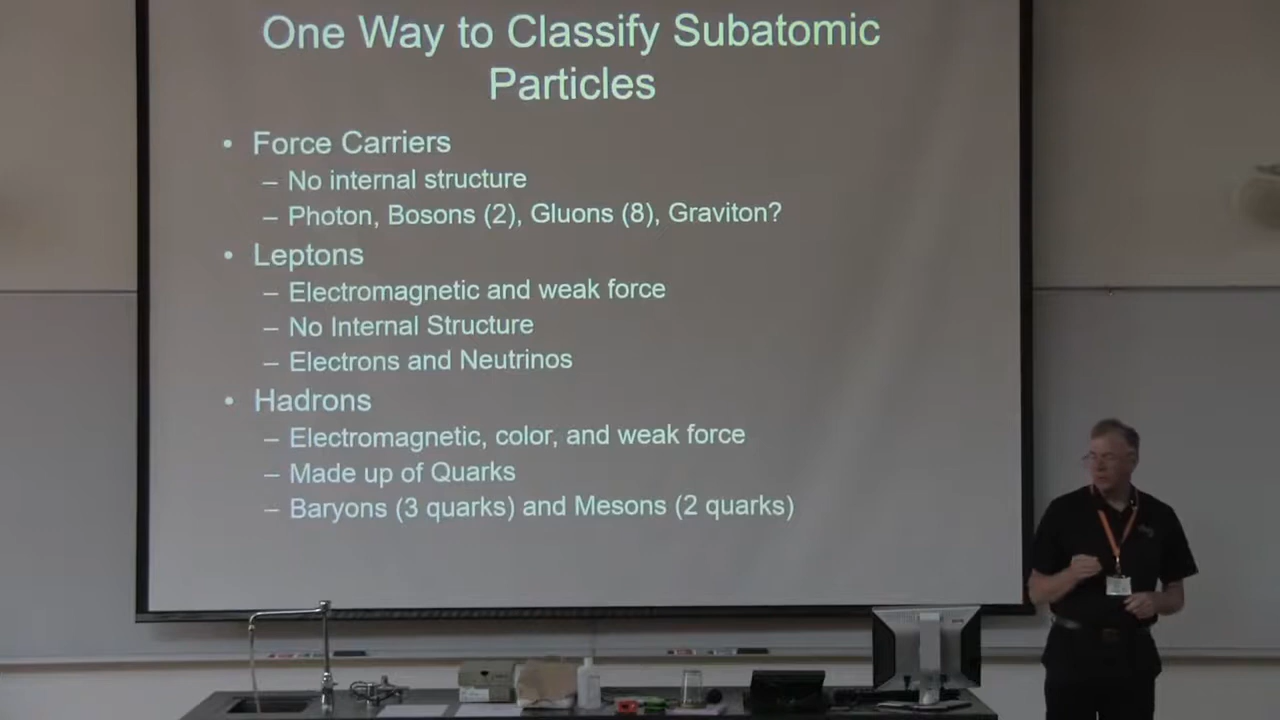 One Way to Classify Subatomic
Particles
• Force Carriers
– No internal structure
– Photon, Bosons (2), Gluons (8), Graviton?
• Leptons
– Electromagnetic and weak force
– No Internal Structure
– Electrons and Neutrinos
• Hadrons
– Electromagnetic, color, and weak force
– Made up of Quarks
– Baryons (3 quarks) and Mesons (2 quarks)